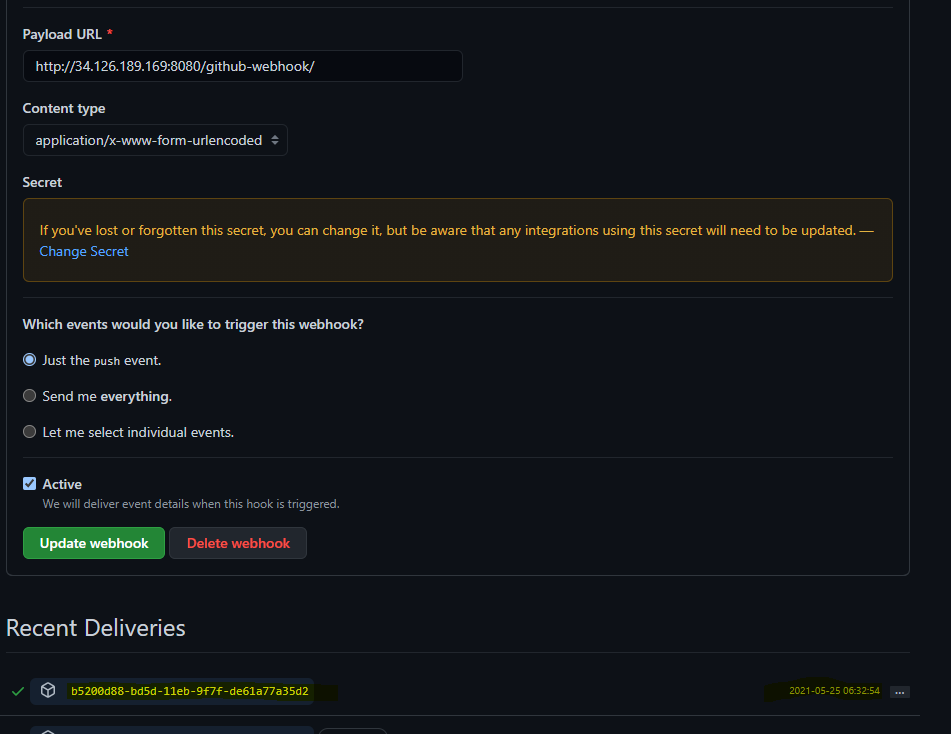 Payload URL *
http://34.126.189.169:8080/github-webhook/
Content type
application/x-www-form-urlencoded
Secret
If you've lost or forgotten this secret, you can change it, but be aware that any integrations using this secret will need to be updated. —
Change Secret
Which events would you like to trigger this webhook?
Just the push event.
Send me everything.
Let me select individual events.
Active
We will deliver event details when this hook is triggered.
Update webhook Delete webhook
Recent Deliveries
b5200d88-bd5d-11eb-9f7f-de61a77a35d2 2021-05-25 06:32:54 ...